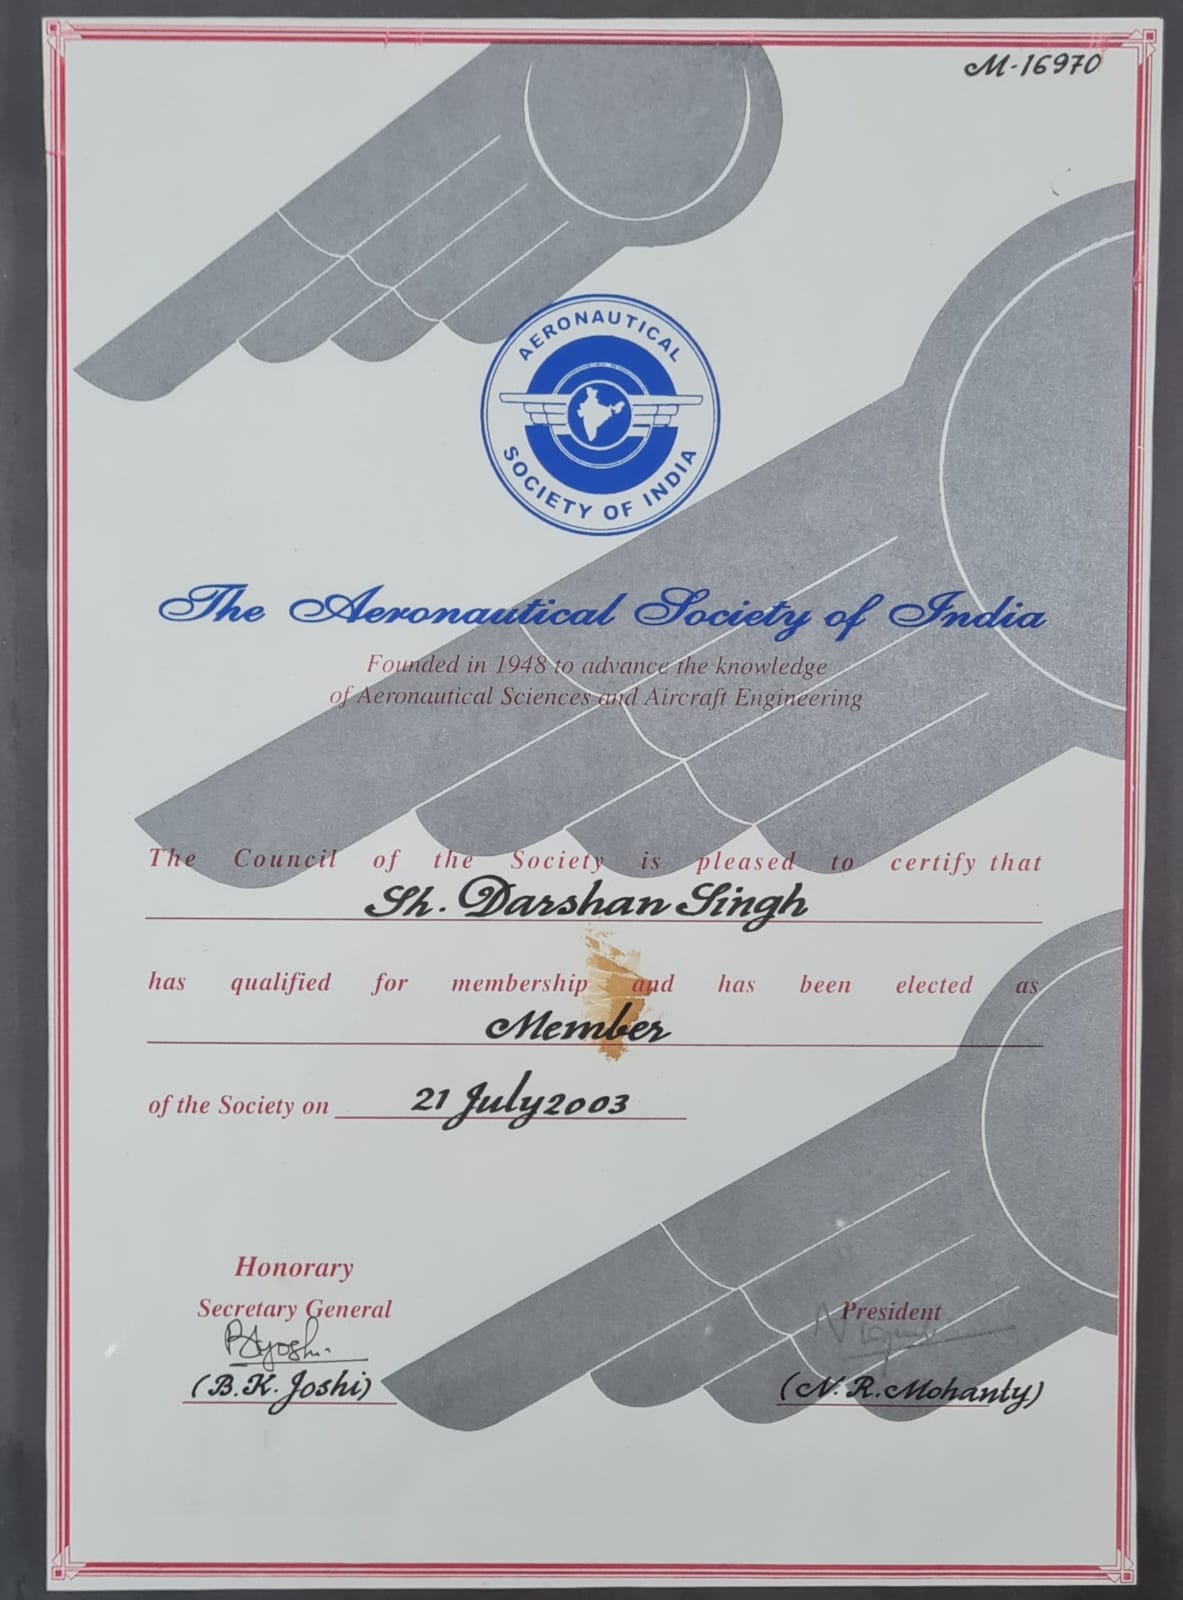 M-16970
AERONAUTICAL
SOCIETY OF INDIA
The Aeronautical Society of India
Founded in 1948 to advance the knowledge
of Aeronautical Sciences and Aircraft Engineering
The Council of the Society is pleased to certify that
Sh. Darshan Singh
has qualified for membership and has been elected as
Member
of the Society on 21 July 2003
Honorary
Secretary General
President
BKJoshi
(B.K. Joshi)
(N.R. Mohanty)